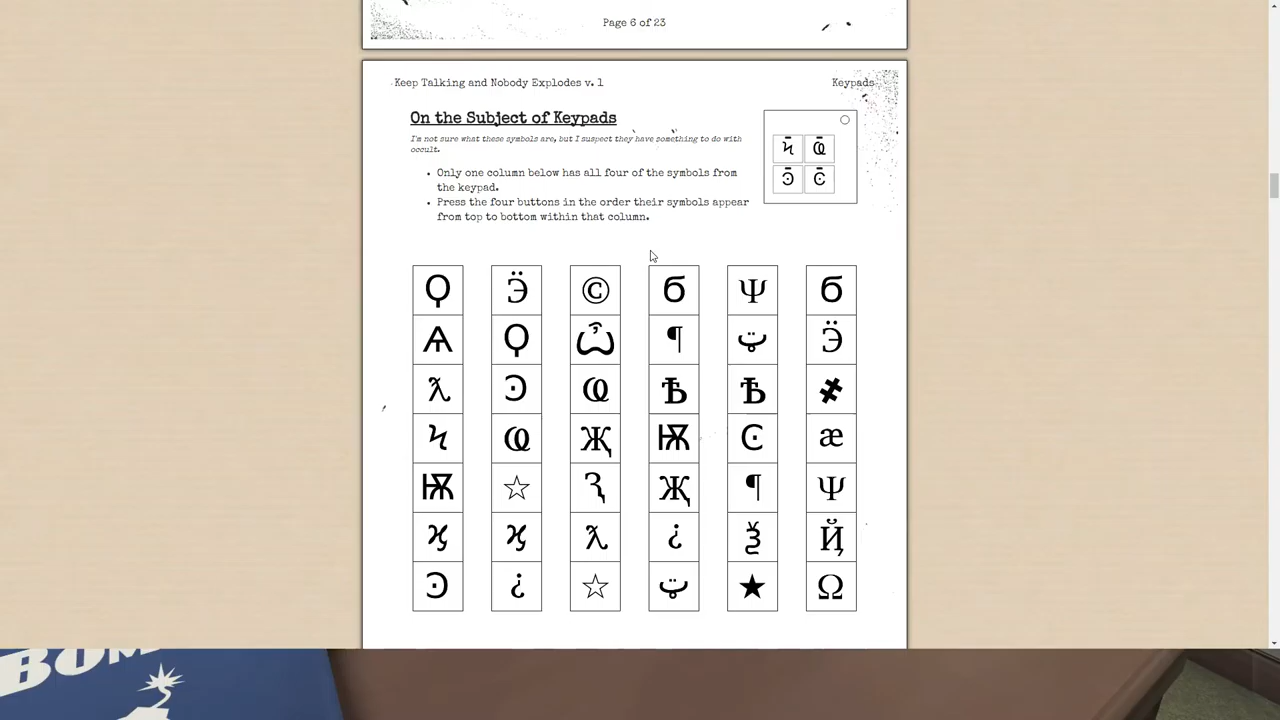 Page 6 of 23
Keep Talking and Nobody Explodes v. 1
Keypads
On the Subject of Keypads
I'm not sure what these symbols are, but I suspect they have something to do with
occult.
• Only one column below has all four of the symbols from
the keypad.
• Press the four buttons in the order their symbols appear
from top to bottom within that column.
Ϟ Ҩ
Ͽ Ͼ
Ϙ Ӭ © б Ψ б
Ѧ Ϙ Ѽ ¶ ټ Ӭ
ƛ Ͽ Ҩ Ѣ Ѣ ҂
Ϟ Ҩ Җ Ѭ Ͼ æ
Ѭ ☆ Ԇ Җ ¶ Ψ
ϗ ϗ ƛ ¿ Ѯ Ҋ
Ͽ ¿ ☆ ټ ★ Ω